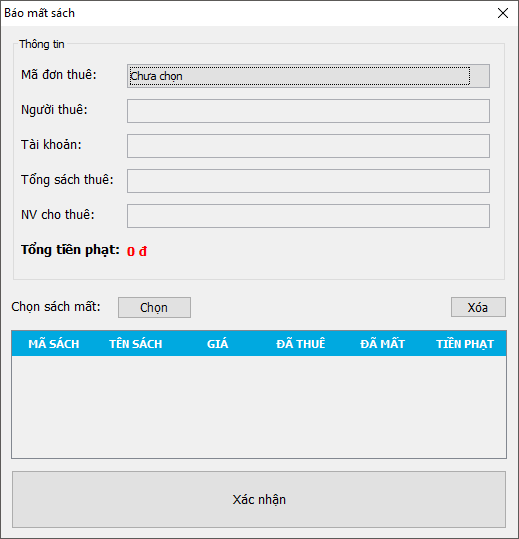 Báo mất sách
Thông tin
Mã đơn thuê: Chưa chọn
Người thuê:
Tài khoản:
Tổng sách thuê:
NV cho thuê:
Tổng tiền phạt: 0 đ
Chọn sách mất: Chọn Xóa
MÃ SÁCH TÊN SÁCH GIÁ ĐÃ THUÊ ĐÃ MẤT TIỀN PHẠT
Xác nhận